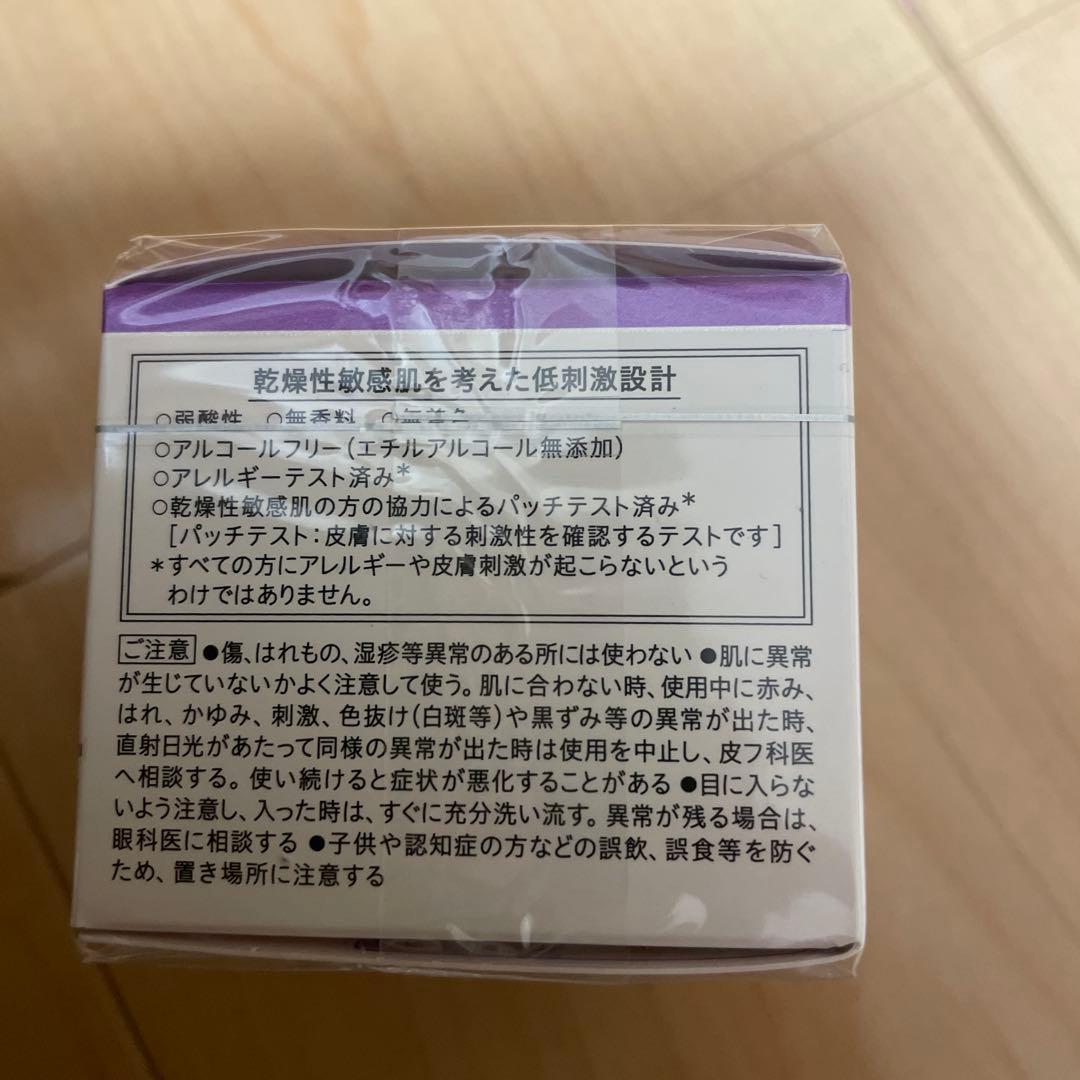 乾燥性敏感肌を考えた低刺激設計
○弱酸性 ○無香料 ○無着色
○アルコールフリー(エチルアルコール無添加)
○アレルギーテスト済み*
○乾燥性敏感肌の方の協力によるパッチテスト済み*
[パッチテスト:皮膚に対する刺激性を確認するテストです]
*すべての方にアレルギーや皮膚刺激が起こらないという
わけではありません。
ご注意 ●傷、はれもの、湿疹等異常のある所には使わない ●肌に異常
が生じていないかよく注意して使う。肌に合わない時、使用中に赤み、
はれ、かゆみ、刺激、色抜け(白斑等)や黒ずみ等の異常が出た時、
直射日光があたって同様の異常が出た時は使用を中止し、皮フ科医
へ相談する。使い続けると症状が悪化することがある ●目に入らな
いよう注意し、入った時は、すぐに充分洗い流す。異常が残る場合は、
眼科医に相談する ●子供や認知症の方などの誤飲、誤食等を防ぐ
ため、置き場所に注意する